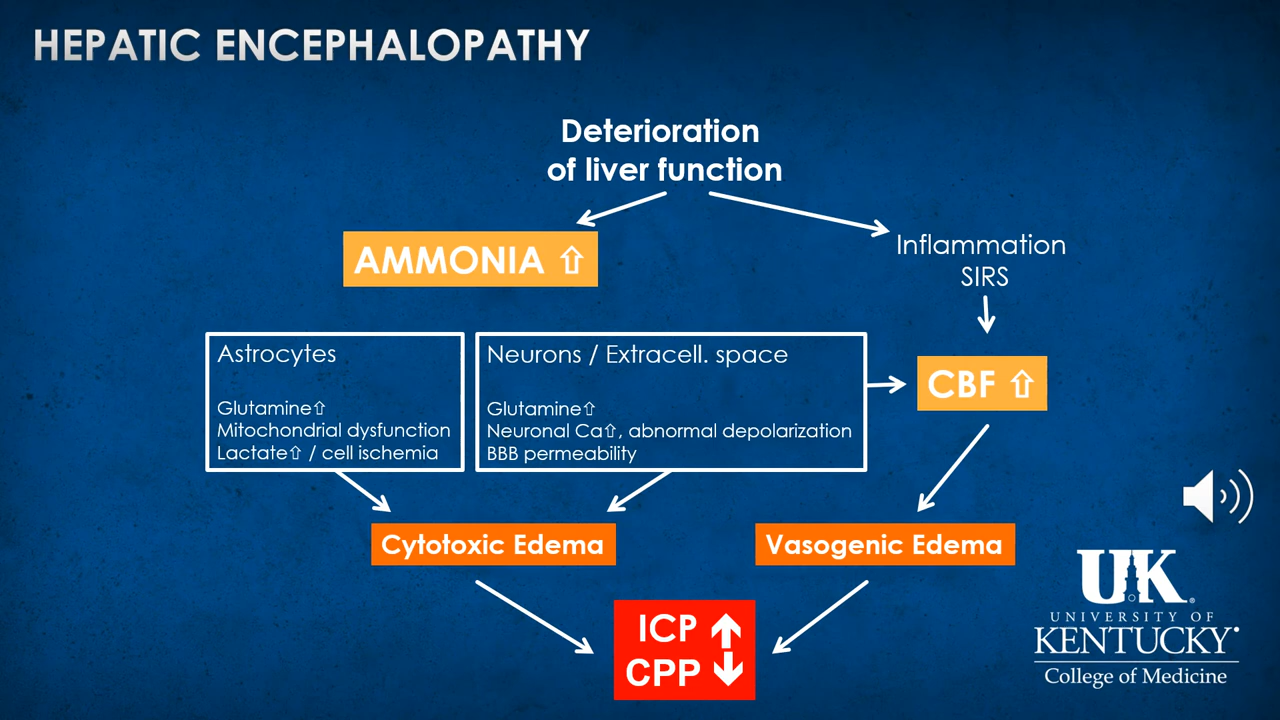 HEPATIC ENCEPHALOPATHY
Deterioration
of liver function
AMMONIA ⇧
Inflammation
SIRS
Astrocytes
Glutamine⇧
Mitochondrial dysfunction
Lactate⇧ / cell ischemia
Neurons / Extracell. space
Glutamine⇧
Neuronal Ca⇧, abnormal depolarization
BBB permeability
CBF ⇧
Cytotoxic Edema
Vasogenic Edema
ICP ⬆
CPP ⬇
UK
UNIVERSITY OF
KENTUCKY
College of Medicine